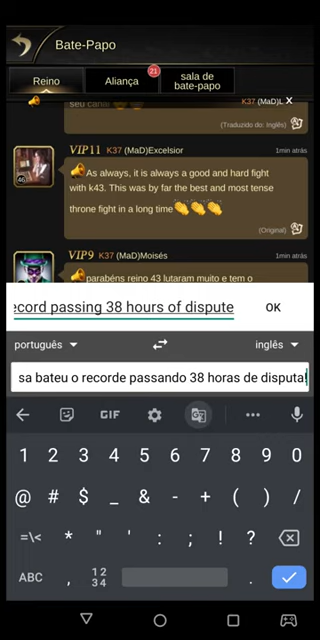 Bate-Papo
Reino
Aliança
21
sala de
bate-papo
seu can
K37 (MaD)L X
(Traduzido do: Inglês)
VIP11 K37 (MaD)Excelsior
1min atrás
46
As always, it is always a good and hard fight
with k43. This was by far the best and most tense
throne fight in a long time👏👏👏
(Original)
VIP9 K37 (MaD)Moisés
1min atrás
parabéns reino 43 lutaram muito e tem o
ecord passing 38 hours of dispute
OK
português
inglês
sa bateu o recorde passando 38 horas de disputa!
GIF
1 2 3 4 5 6 7 8 9 0
@ # $ _ & - + ( ) /
=\< * " ' : ; ! ?
ABC , 12 .
34